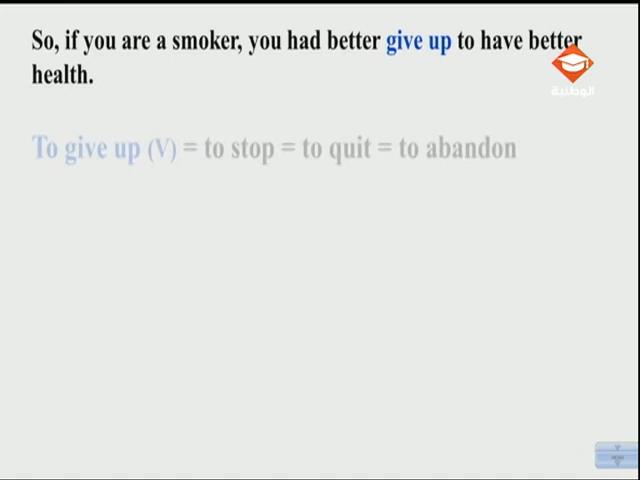 So, if you are a smoker, you had better give up to have better
health.
الوطنية
To give up (V) = to stop = to quit = to abandon